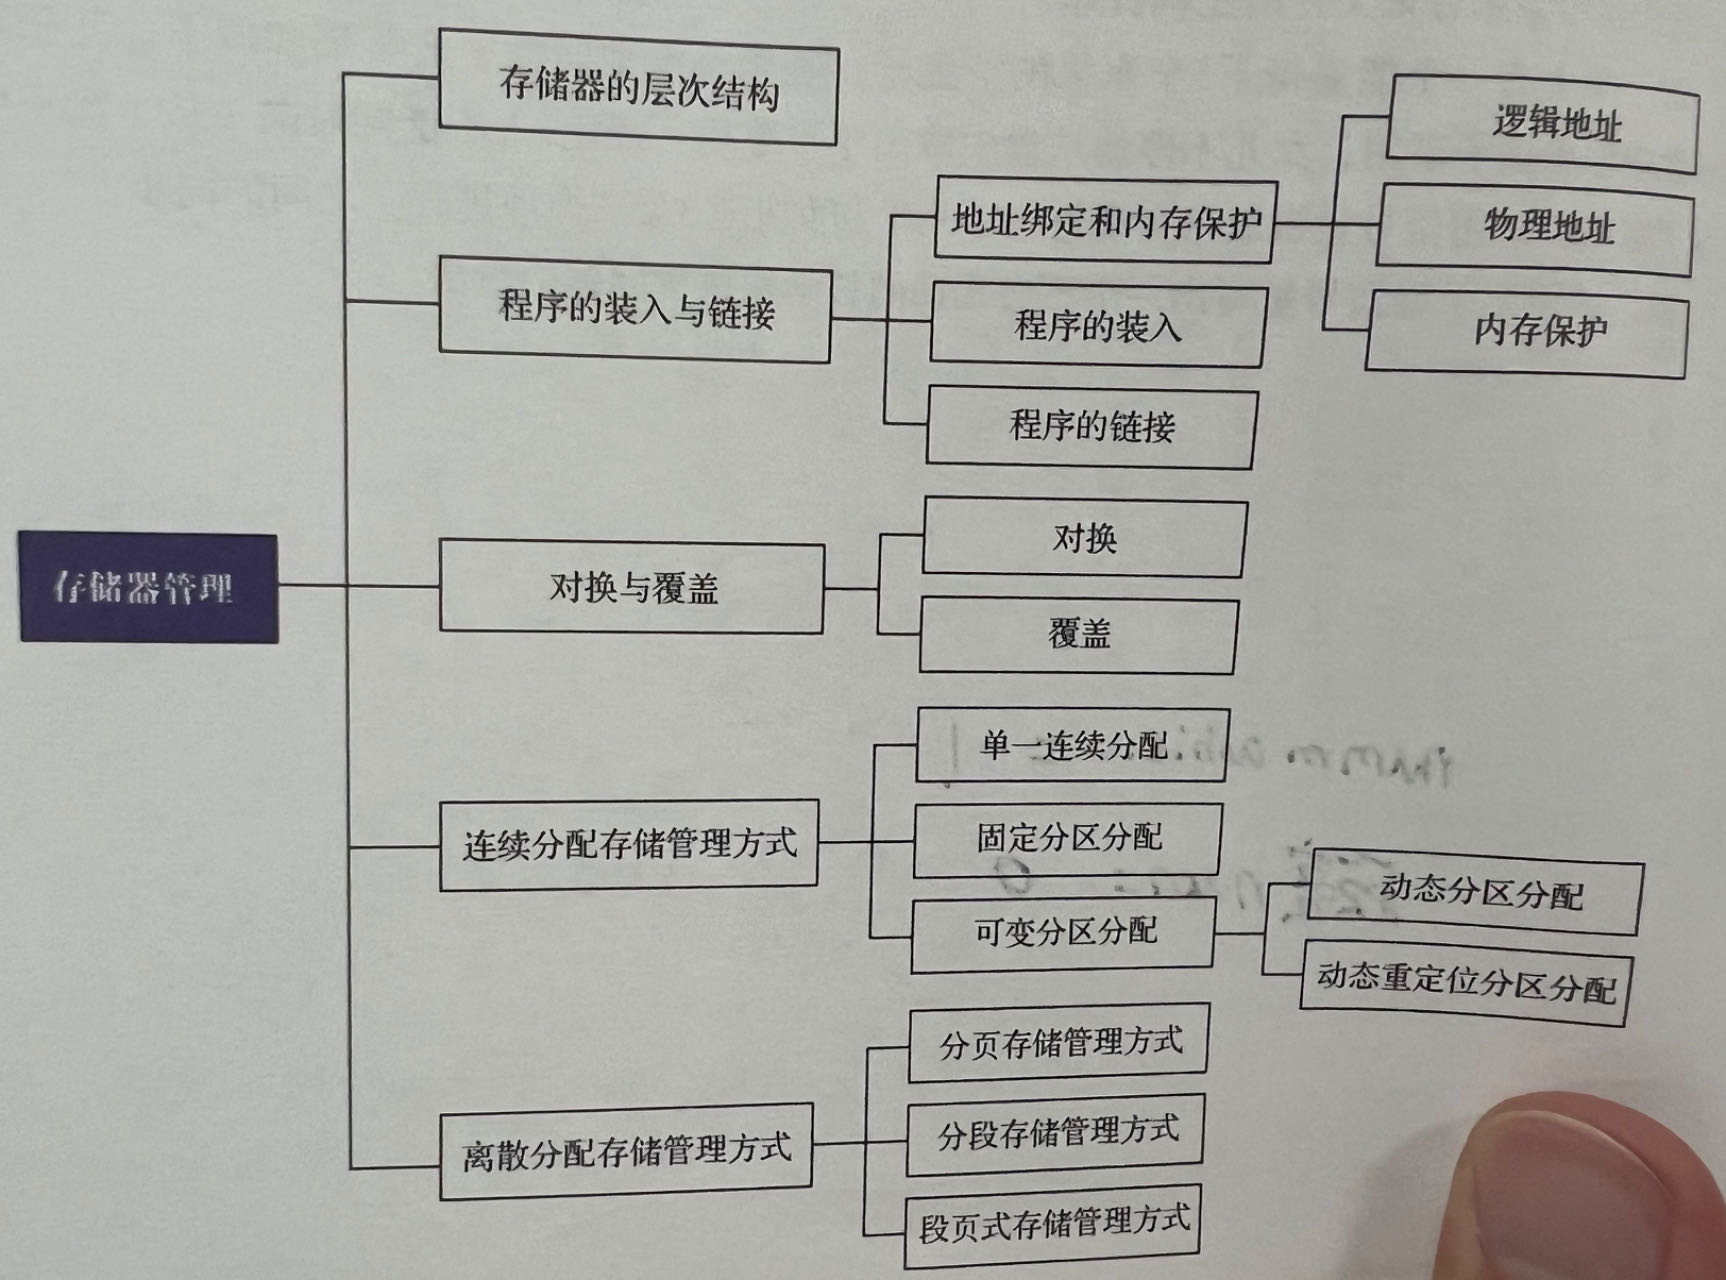 存储器管理
存储器的层次结构
程序的装入与链接
地址绑定和内存保护
逻辑地址
物理地址
内存保护
程序的装入
程序的链接
对换与覆盖
对换
覆盖
连续分配存储管理方式
单一连续分配
固定分区分配
可变分区分配
动态分区分配
动态重定位分区分配
离散分配存储管理方式
分页存储管理方式
分段存储管理方式
段页式存储管理方式